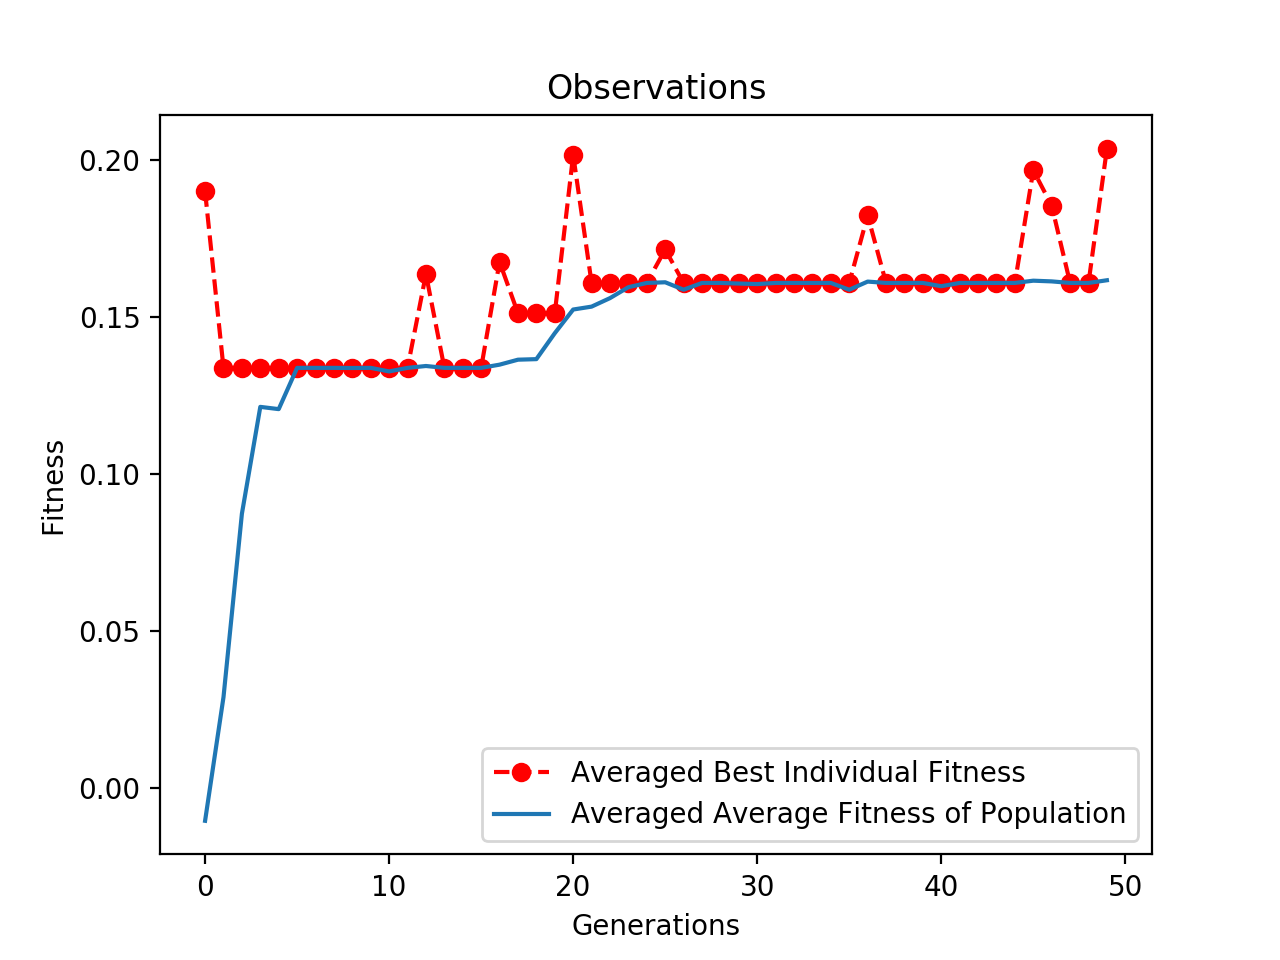 Observations
0.20
0.15
0.10
0.05
0.00
Fitness
Averaged Best Individual Fitness
Averaged Average Fitness of Population
0 10 20 30 40 50
Generations